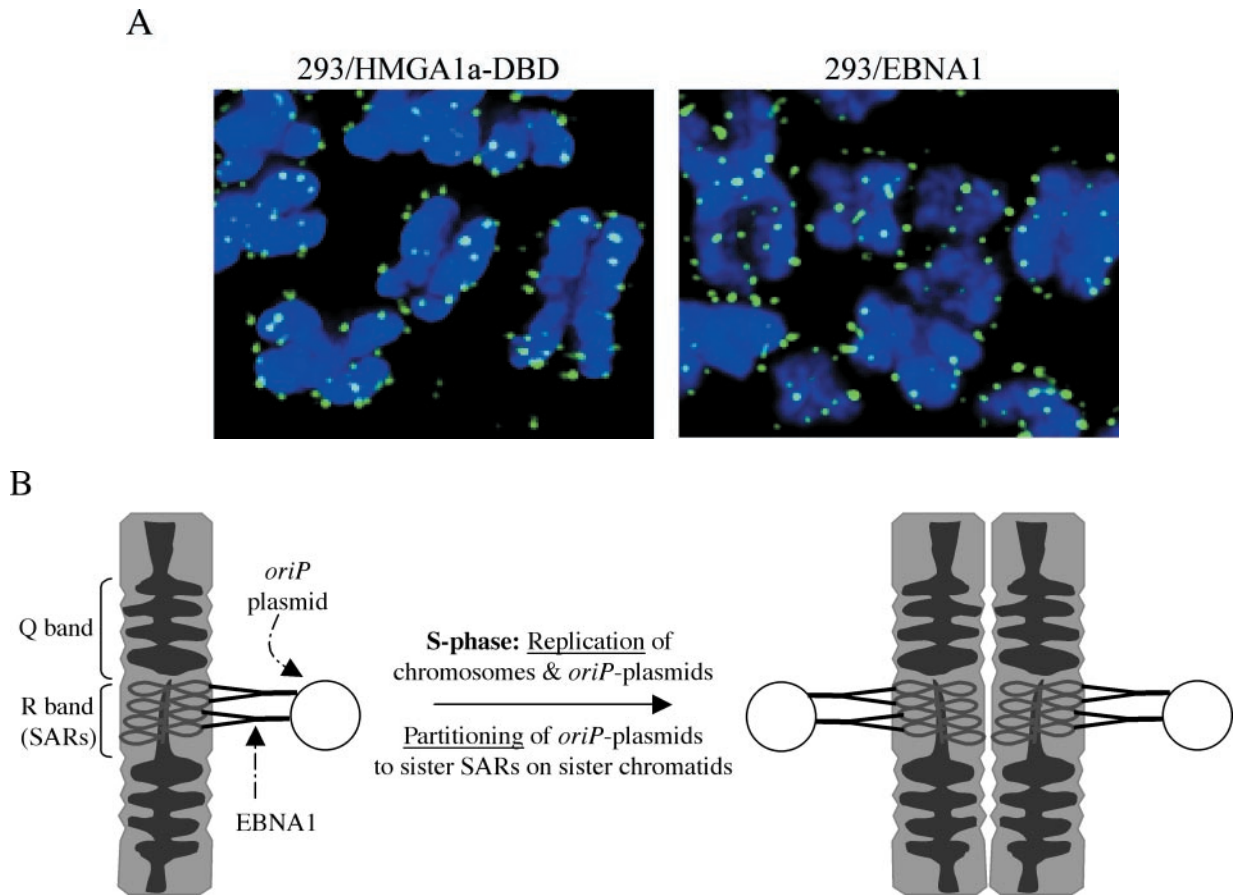 A
293/HMGA1a-DBD
293/EBNA1
B
Q band
R band
(SARs)
oriP
plasmid
EBNA1
S-phase: Replication of
chromosomes & oriP-plasmids
Partitioning of oriP-plasmids
to sister SARs on sister chromatids